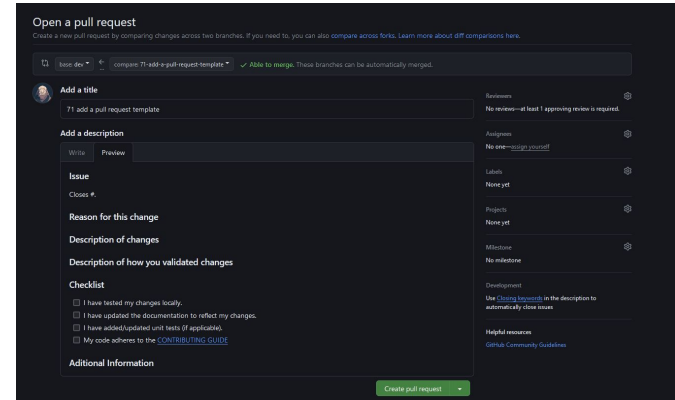 Open a pull request
Create a new pull request by comparing changes across two branches. If you need to, you can also compare across forks. Learn more about diff comparisons here.
base: dev
compare: 71-add-a-pull-request-template
Able to merge. These branches can be automatically merged.
Add a title
71 add a pull request template
Add a description
Write Preview
Issue
Closes #.
Reason for this change
Description of changes
Description of how you validated changes
Checklist
I have tested my changes locally.
I have updated the documentation to reflect my changes.
I have added/updated unit tests (if applicable).
My code adheres to the CONTRIBUTING GUIDE
Aditional Information
Create pull request
Reviewers
No reviews—at least 1 approving review is required.
Assignees
No one—assign yourself
Labels
None yet
Projects
None yet
Milestone
No milestone
Development
Use Closing keywords in the description to
automatically close issues
Helpful resources
GitHub Community Guidelines